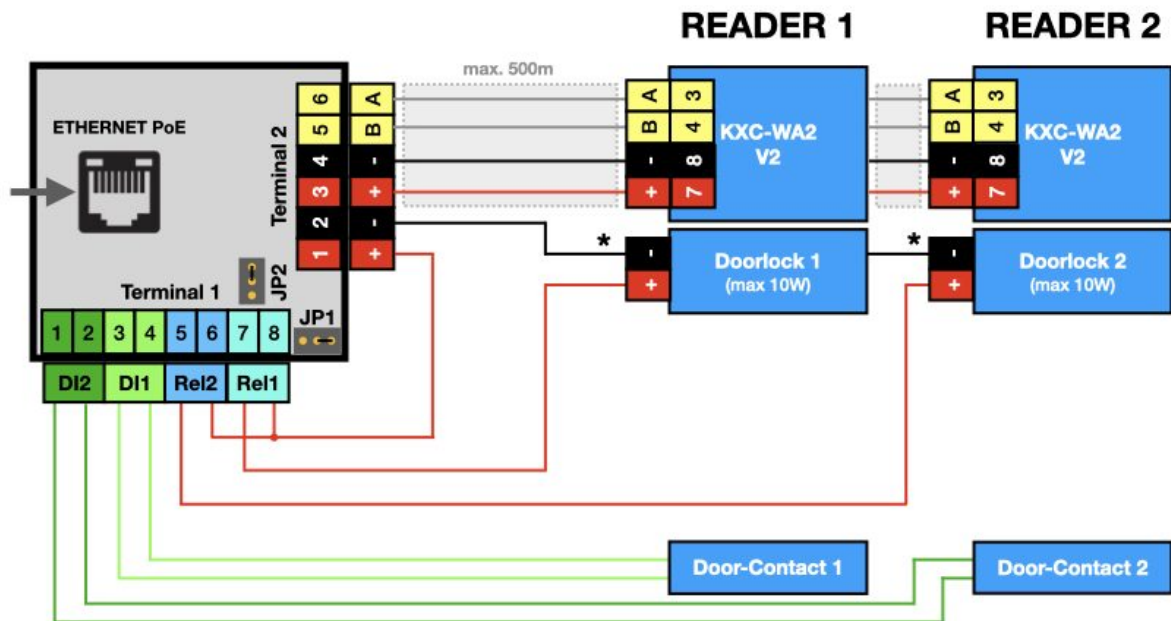 READER 1
READER 2
max. 500m
ETHERNET PoE
Terminal 2
6 A
5 B
4 -
3 +
2 -
1 +
A 3
B 4
- 8
+ 7
KXC-WA2
V2
A 3
B 4
- 8
+ 7
KXC-WA2
V2
* -
+
Doorlock 1
(max 10W)
* -
+
Doorlock 2
(max 10W)
JP2
Terminal 1
JP1
1 2 3 4 5 6 7 8
DI2 DI1 Rel2 Rel1
Door-Contact 1
Door-Contact 2